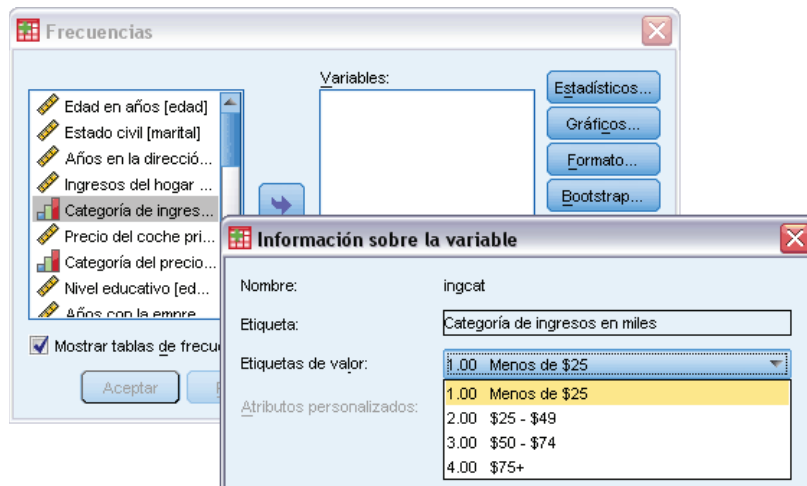 Frecuencias
Variables:
Edad en años [edad]
Estado civil [marital]
Años en la direcció...
Ingresos del hogar ...
Categoría de ingres...
Precio del coche pri...
Categoría del precio...
Nivel educativo [ed...
Años con la empre
Mostrar tablas de frecu
Aceptar
Estadísticos...
Gráficos...
Formato...
Bootstrap...
Información sobre la variable
Nombre: ingcat
Etiqueta: Categoría de ingresos en miles
Etiquetas de valor: 1.00 Menos de $25
1.00 Menos de $25
2.00 $25 - $49
3.00 $50 - $74
4.00 $75+
Atributos personalizados: